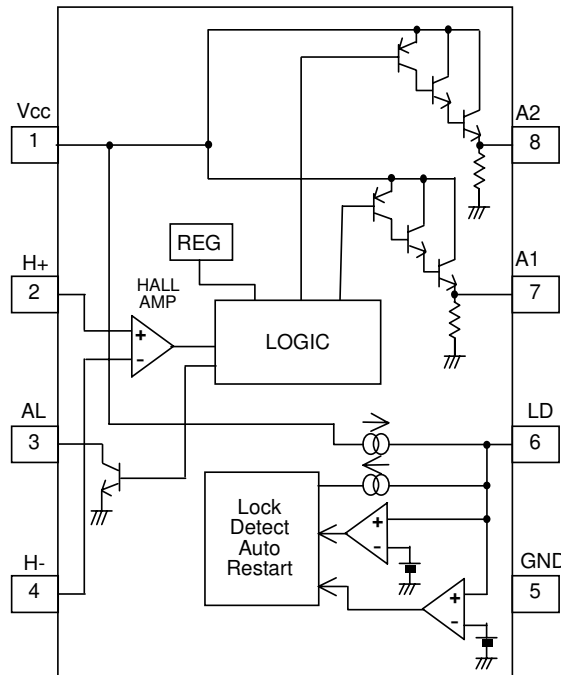 Vcc
1
A2
8
REG
H+
2
HALL
AMP
A1
7
+
-
LOGIC
AL
3
LD
6
Lock
Detect
Auto
Restart
+
-
H-
4
GND
5
+
-